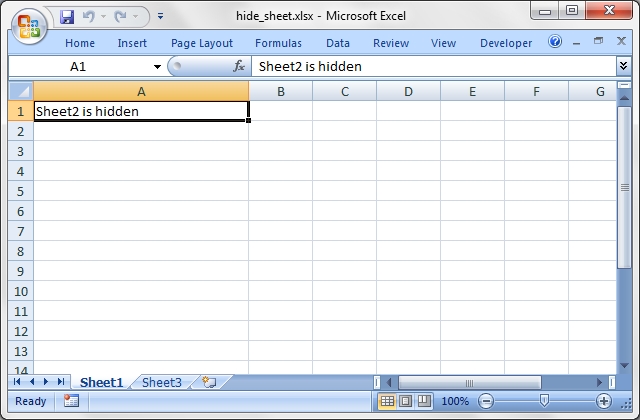 hide_sheet.xlsx - Microsoft Excel
Home Insert Page Layout Formulas Data Review View Developer
A1 fx Sheet2 is hidden
A B C D E F G
1 Sheet2 is hidden
2
3
4
5
6
7
8
9
10
11
12
13
14
Sheet1 Sheet3
Ready 100%